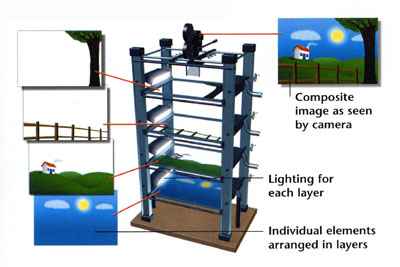 Composite
image as seen
by camera
Lighting for
each layer
Individual elements
arranged in layers